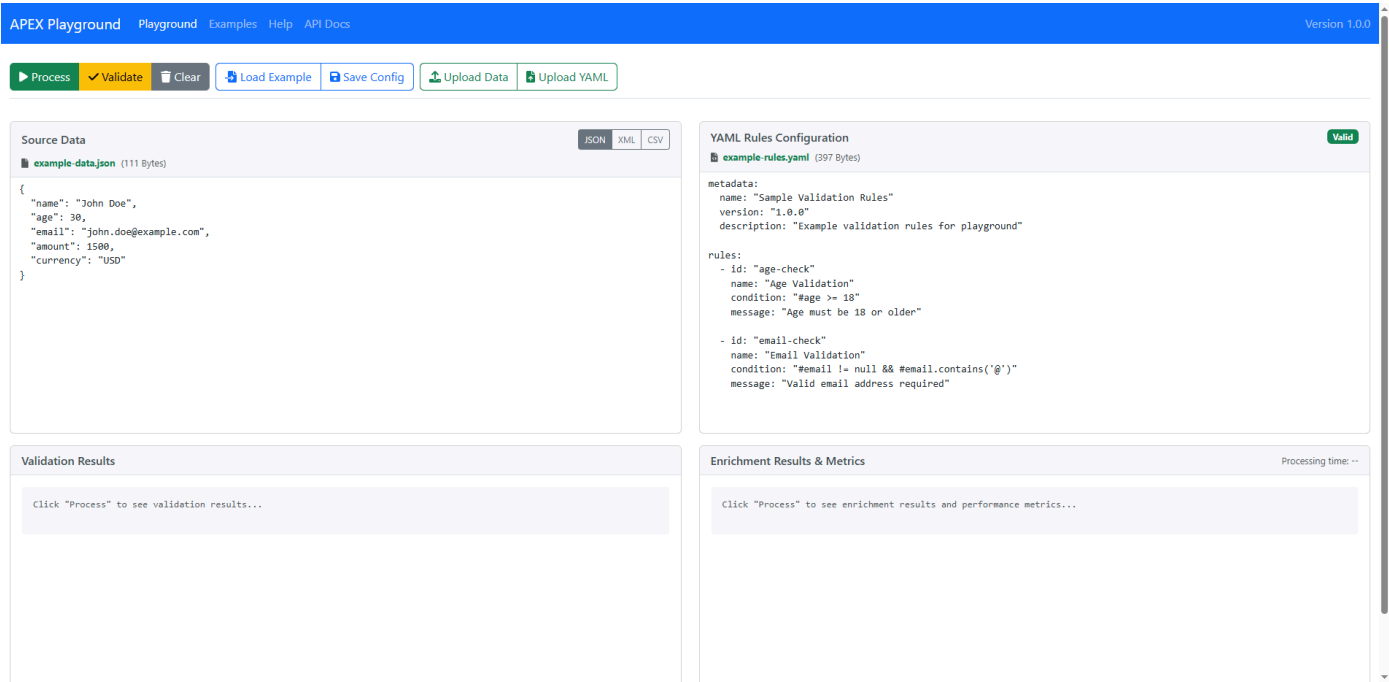 APEX Playground Playground Examples Help API Docs Version 1.0.0
Process Validate Clear Load Example Save Config Upload Data Upload YAML
Source Data JSON XML CSV
example-data.json (111 Bytes)
{
  "name": "John Doe",
  "age": 30,
  "email": "john.doe@example.com",
  "amount": 1500,
  "currency": "USD"
}
YAML Rules Configuration Valid
example-rules.yaml (397 Bytes)
metadata:
  name: "Sample Validation Rules"
  version: "1.0.0"
  description: "Example validation rules for playground"

rules:
  - id: "age-check"
    name: "Age Validation"
    condition: "#age >= 18"
    message: "Age must be 18 or older"

  - id: "email-check"
    name: "Email Validation"
    condition: "#email != null && #email.contains('@')"
    message: "Valid email address required"
Validation Results
Click "Process" to see validation results...
Enrichment Results & Metrics Processing time: --
Click "Process" to see enrichment results and performance metrics...